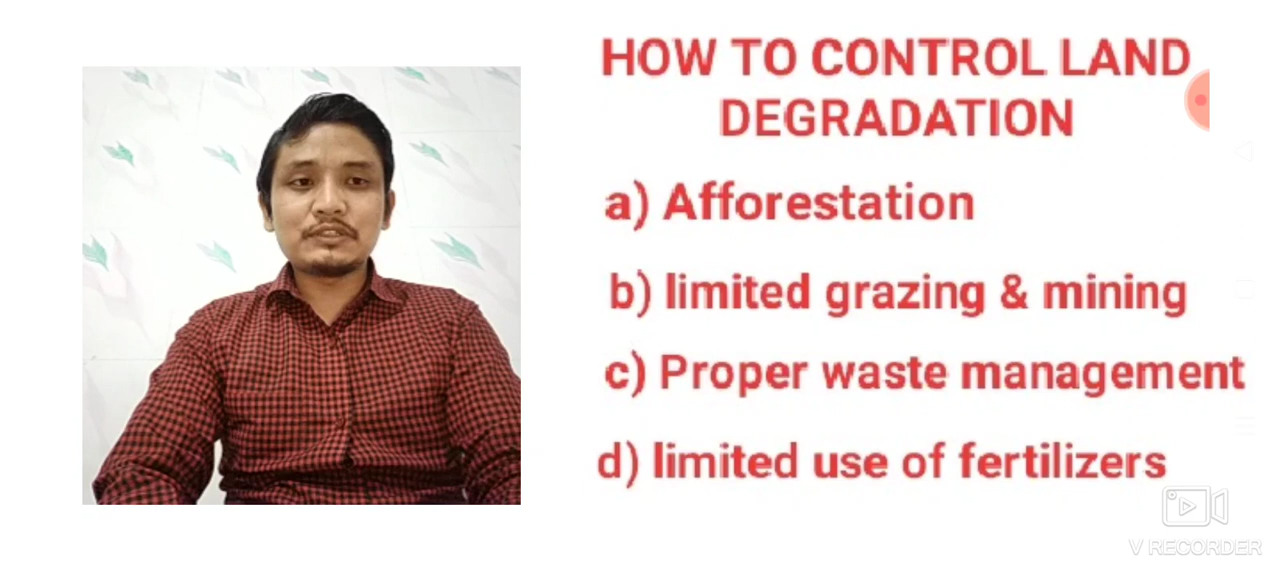 HOW TO CONTROL LAND
DEGRADATION
a) Afforestation
b) limited grazing & mining
c) Proper waste management
d) limited use of fertilizers
V RECORDER